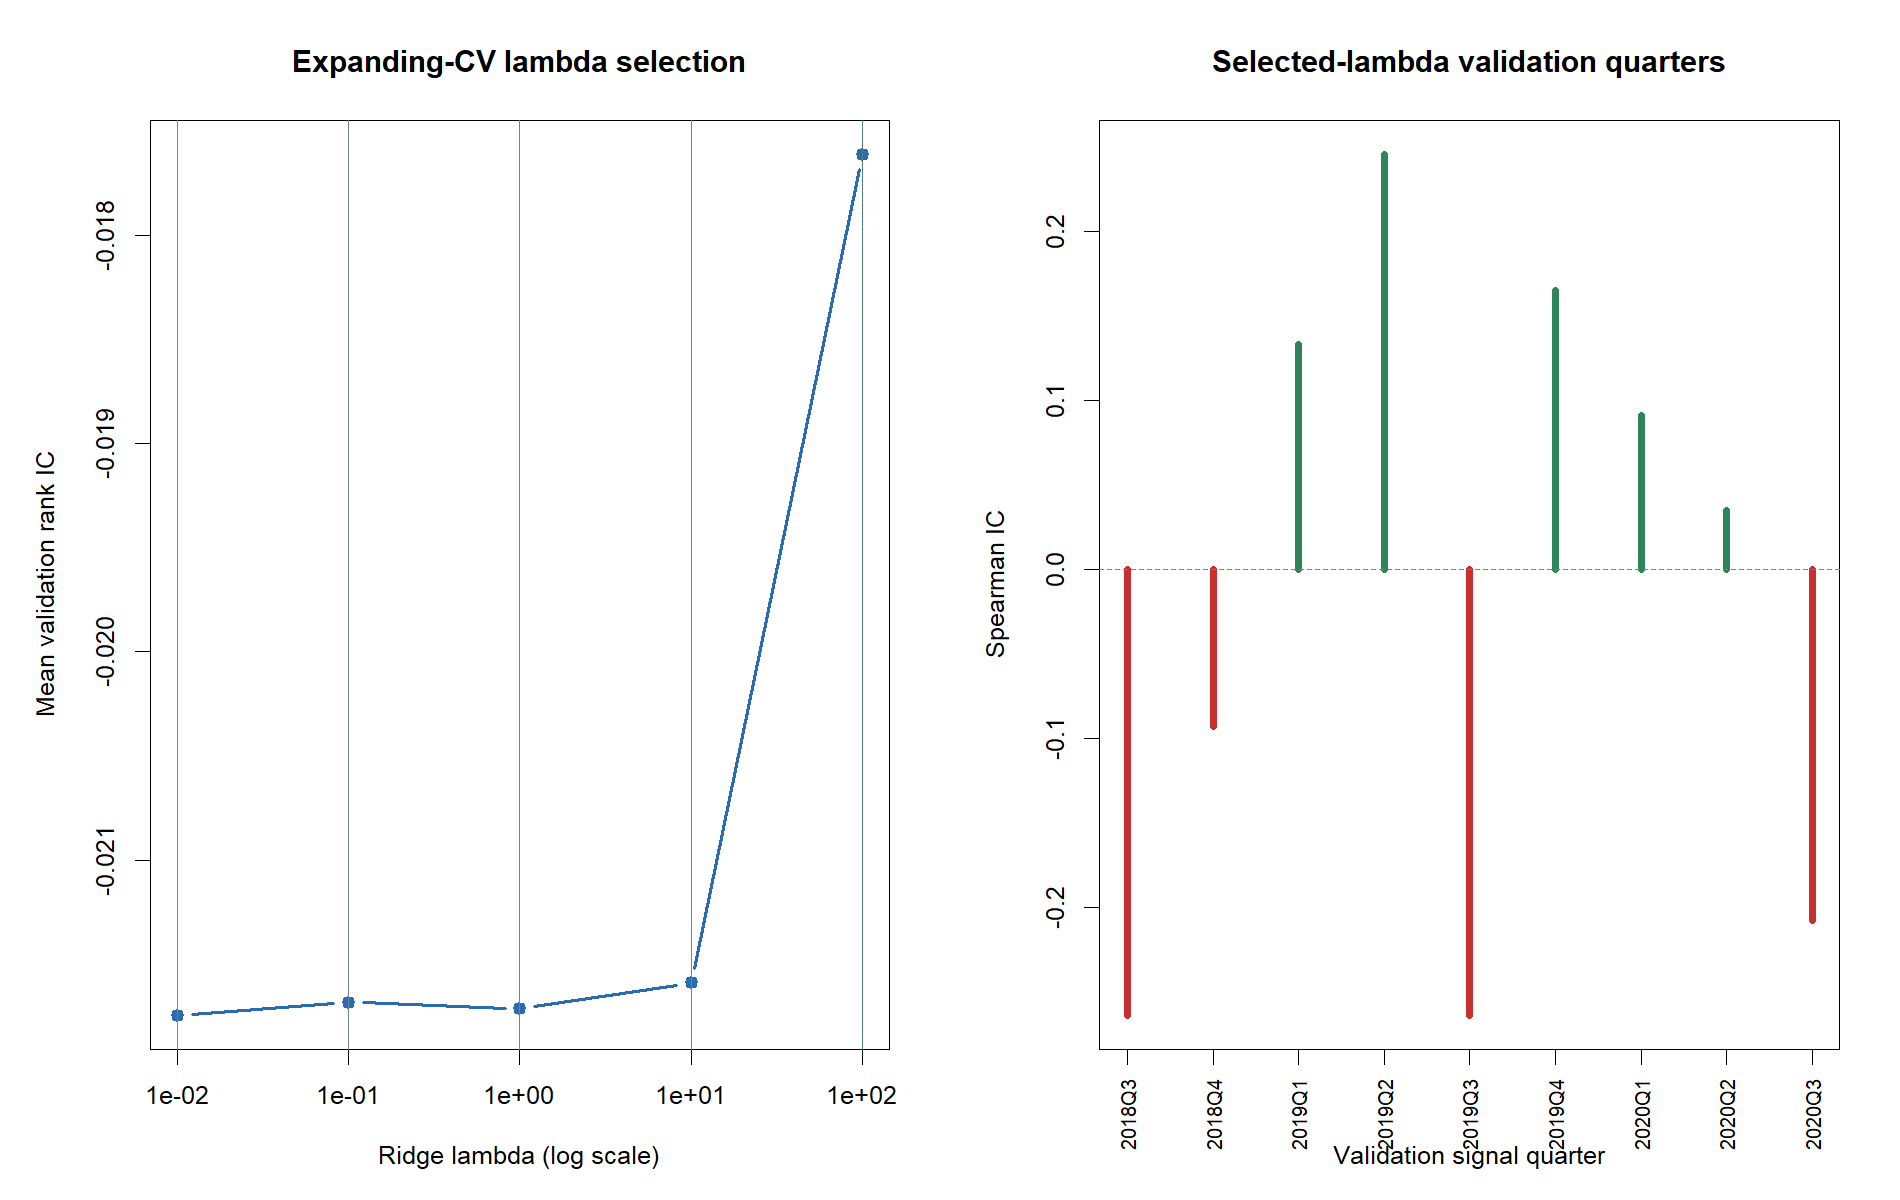 Expanding-CV lambda selection
Mean validation rank IC
-0.018
-0.019
-0.020
-0.021
1e-02 1e-01 1e+00 1e+01 1e+02
Ridge lambda (log scale)
Selected-lambda validation quarters
Spearman IC
0.2
0.1
0.0
-0.1
-0.2
2018Q3 2018Q4 2019Q1 2019Q2 2019Q3 2019Q4 2020Q1 2020Q2 2020Q3
Validation signal quarter